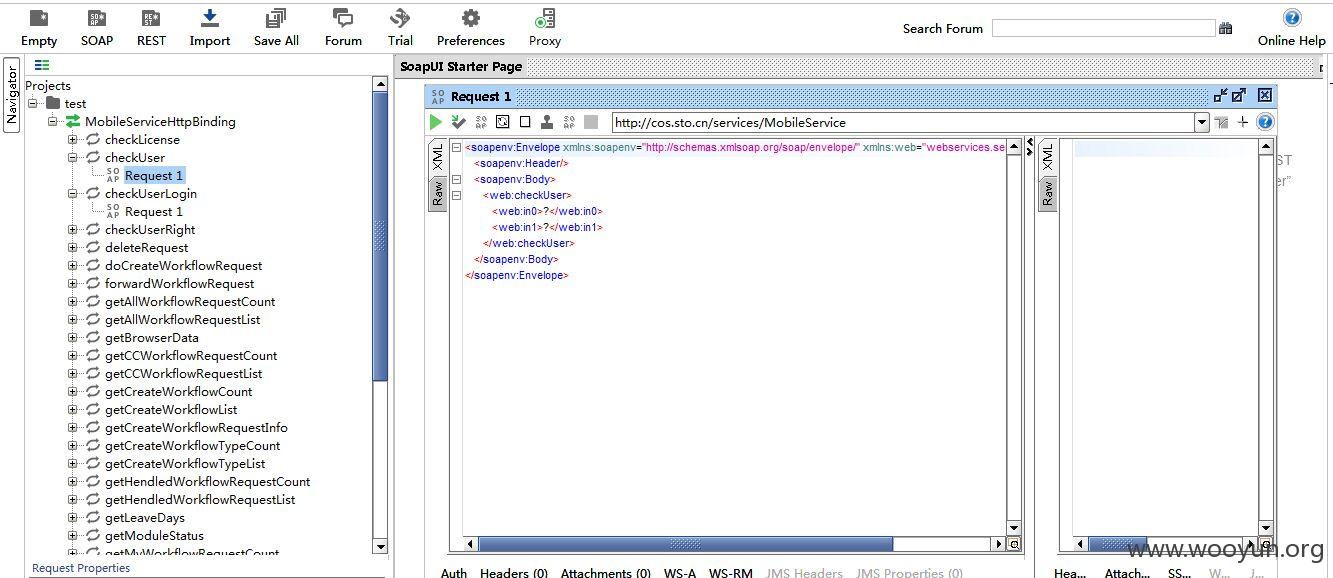 Empty SOAP REST Import Save All Forum Trial Preferences Proxy Search Forum Online Help
Navigator
Projects
test
MobileServiceHttpBinding
checkLicense
checkUser
Request 1
checkUserLogin
Request 1
checkUserRight
deleteRequest
doCreateWorkflowRequest
forwardWorkflowRequest
getAllWorkflowRequestCount
getAllWorkflowRequestList
getBrowserData
getCCWorkflowRequestCount
getCCWorkflowRequestList
getCreateWorkflowCount
getCreateWorkflowList
getCreateWorkflowRequestInfo
getCreateWorkflowTypeCount
getCreateWorkflowTypeList
getHendledWorkflowRequestCount
getHendledWorkflowRequestList
getLeaveDays
getModuleStatus
getMyWorkflowRequestCount
Request Properties
SoapUI Starter Page
Request 1
http://cos.sto.cn/services/MobileService
XML
Raw
<soapenv:Envelope xmlns:soapenv="http://schemas.xmlsoap.org/soap/envelope/" xmlns:web="webservices.se
<soapenv:Header/>
<soapenv:Body>
<web:checkUser>
<web:in0>?</web:in0>
<web:in1>?</web:in1>
</web:checkUser>
</soapenv:Body>
</soapenv:Envelope>
XML
Raw
ST
er"
Auth Headers (0) Attachments (0) WS-A WS-RM JMS Headers JMS Properties (0)
Hea... Attach... SS... W... J...
www.wooyun.org